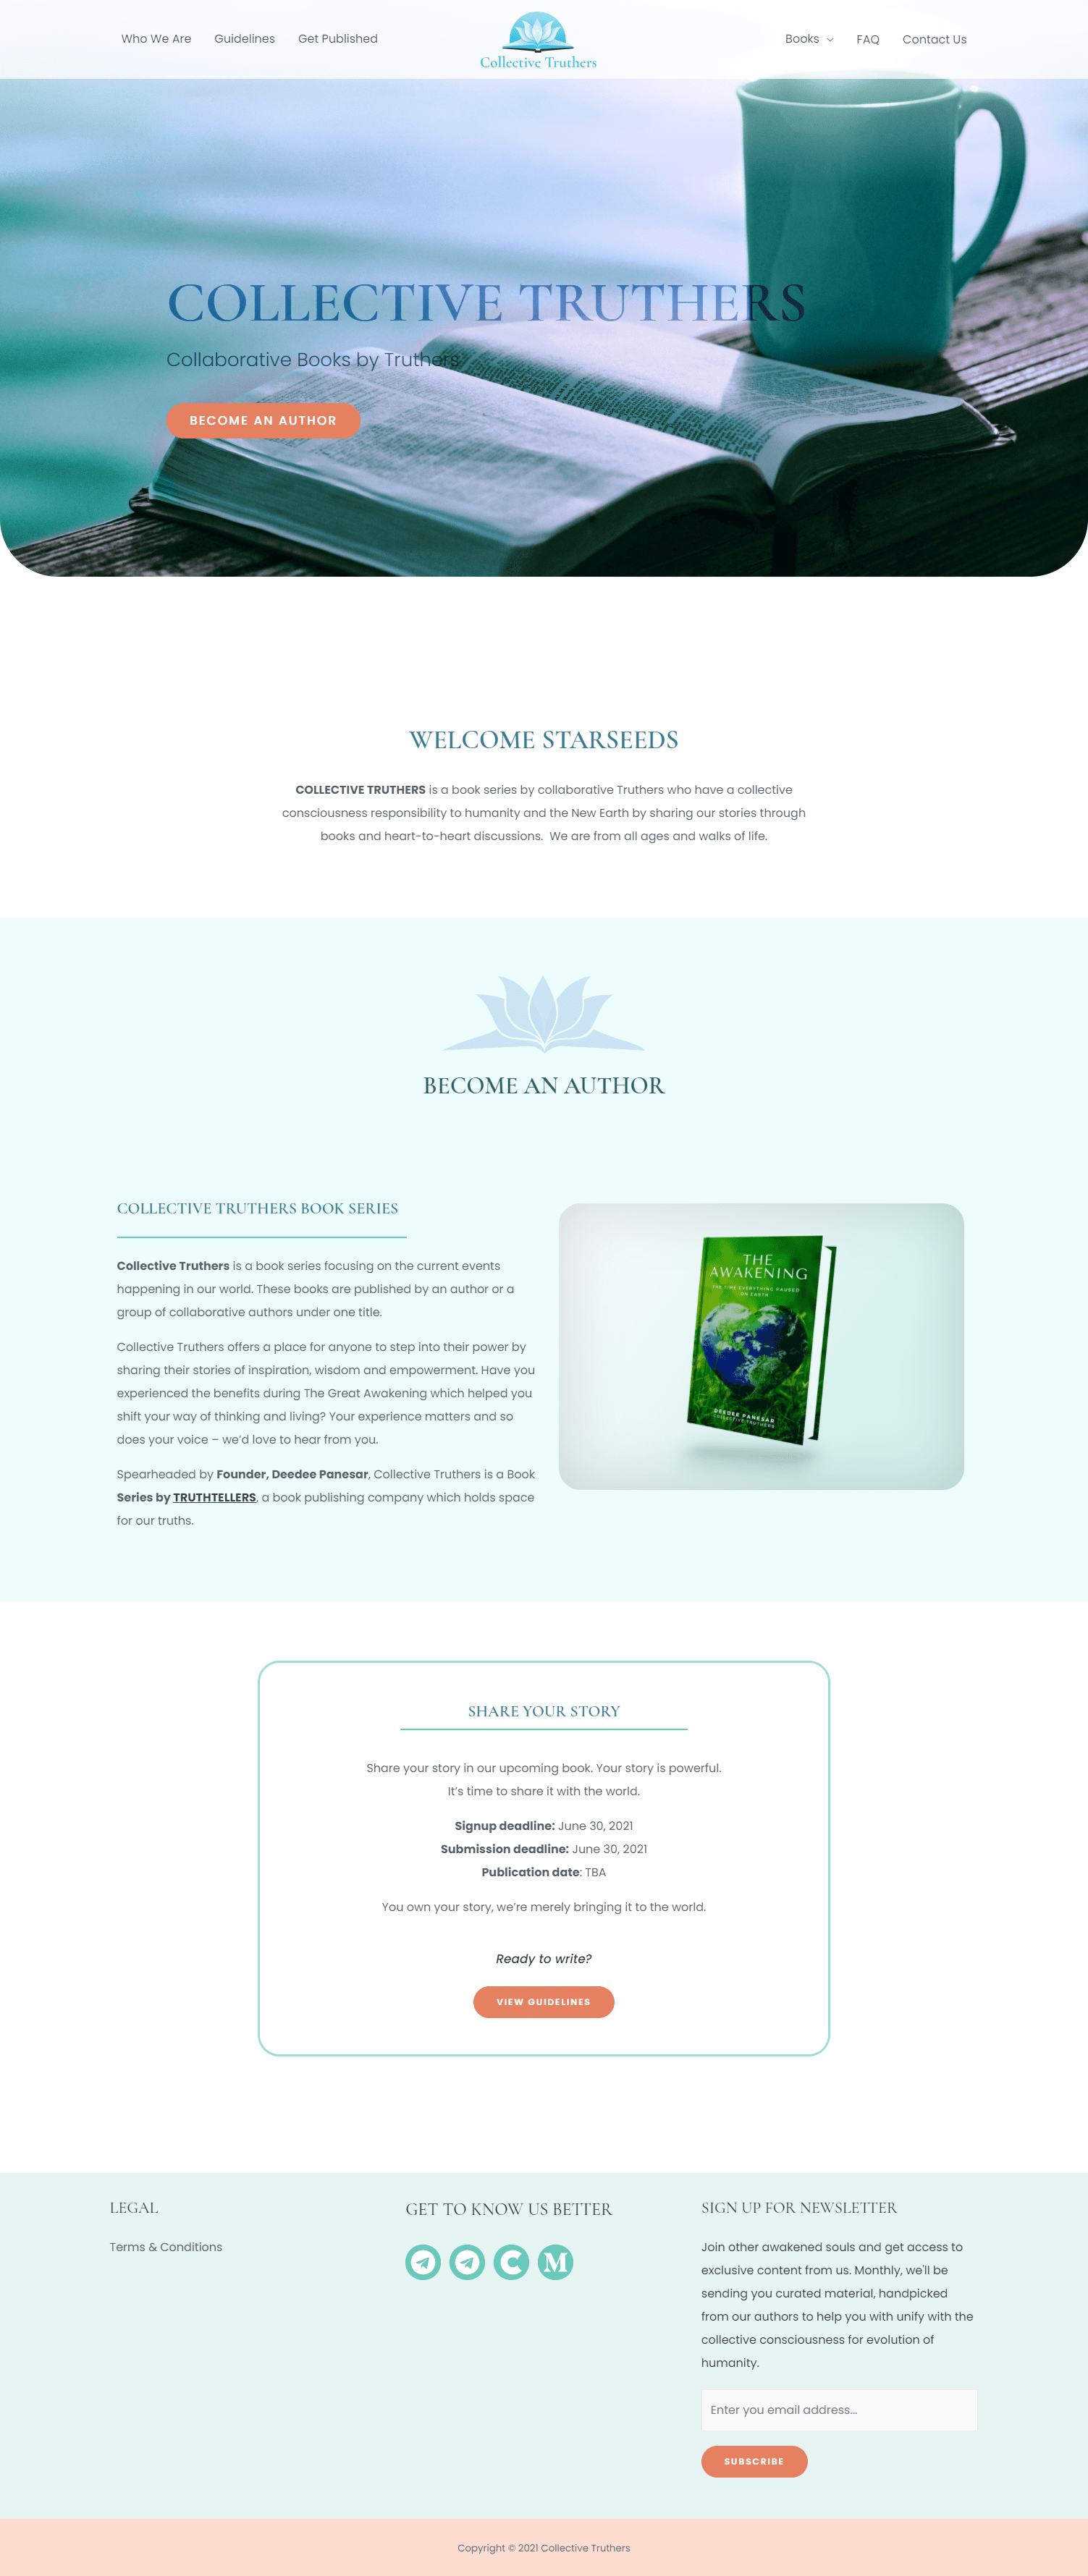 Who We Are
Guidelines
Get Published
Collective Truthers
Books
FAQ
Contact Us
COLLECTIVE TRUTHERS
Collaborative Books by Truthers
BECOME AN AUTHOR
WELCOME STARSEEDS
COLLECTIVE TRUTHERS is a book series by collaborative Truthers who have a collective
consciousness responsibility to humanity and the New Earth by sharing our stories through
books and heart-to-heart discussions.  We are from all ages and walks of life.
BECOME AN AUTHOR
COLLECTIVE TRUTHERS BOOK SERIES
Collective Truthers is a book series focusing on the current events
happening in our world. These books are published by an author or a
group of collaborative authors under one title.
Collective Truthers offers a place for anyone to step into their power by
sharing their stories of inspiration, wisdom and empowerment. Have you
experienced the benefits during The Great Awakening which helped you
shift your way of thinking and living? Your experience matters and so
does your voice – we’d love to hear from you.
Spearheaded by Founder, Deedee Panesar, Collective Truthers is a Book
Series by TRUTHTELLERS, a book publishing company which holds space
for our truths.
THE
AWAKENING
THE TIME EVERYTHING PAUSED
ON EARTH
DEEDEE PANESAR
COLLECTIVE TRUTHERS
SHARE YOUR STORY
Share your story in our upcoming book. Your story is powerful.
It’s time to share it with the world.
Signup deadline: June 30, 2021
Submission deadline: June 30, 2021
Publication date: TBA
You own your story, we’re merely bringing it to the world.
Ready to write?
VIEW GUIDELINES
LEGAL
Terms & Conditions
GET TO KNOW US BETTER
SIGN UP FOR NEWSLETTER
Join other awakened souls and get access to
exclusive content from us. Monthly, we'll be
sending you curated material, handpicked
from our authors to help you with unify with the
collective consciousness for evolution of
humanity.
Enter you email address...
SUBSCRIBE
Copyright © 2021 Collective Truthers